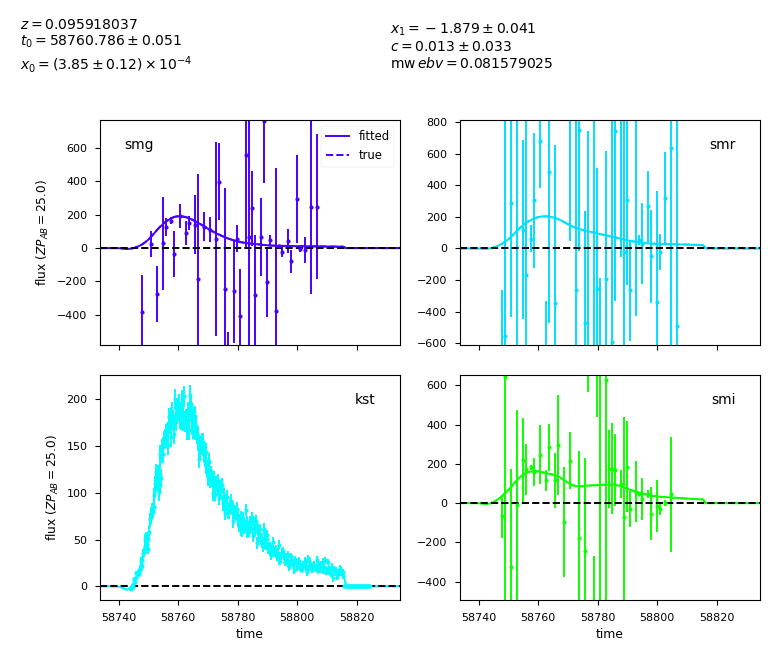 z = 0.095918037
t0 = 58760.786 ± 0.051
x0 = (3.85 ± 0.12) × 10^−4
x1 = −1.879 ± 0.041
c = 0.013 ± 0.033
mw ebv = 0.081579025
smg
fitted
true
600
400
200
0
−200
−400
flux (ZP_AB = 25.0)
smr
800
600
400
200
0
−200
−400
−600
kst
200
150
100
50
0
flux (ZP_AB = 25.0)
58740 58760 58780 58800 58820
time
smi
600
400
200
0
−200
−400
58740 58760 58780 58800 58820
time